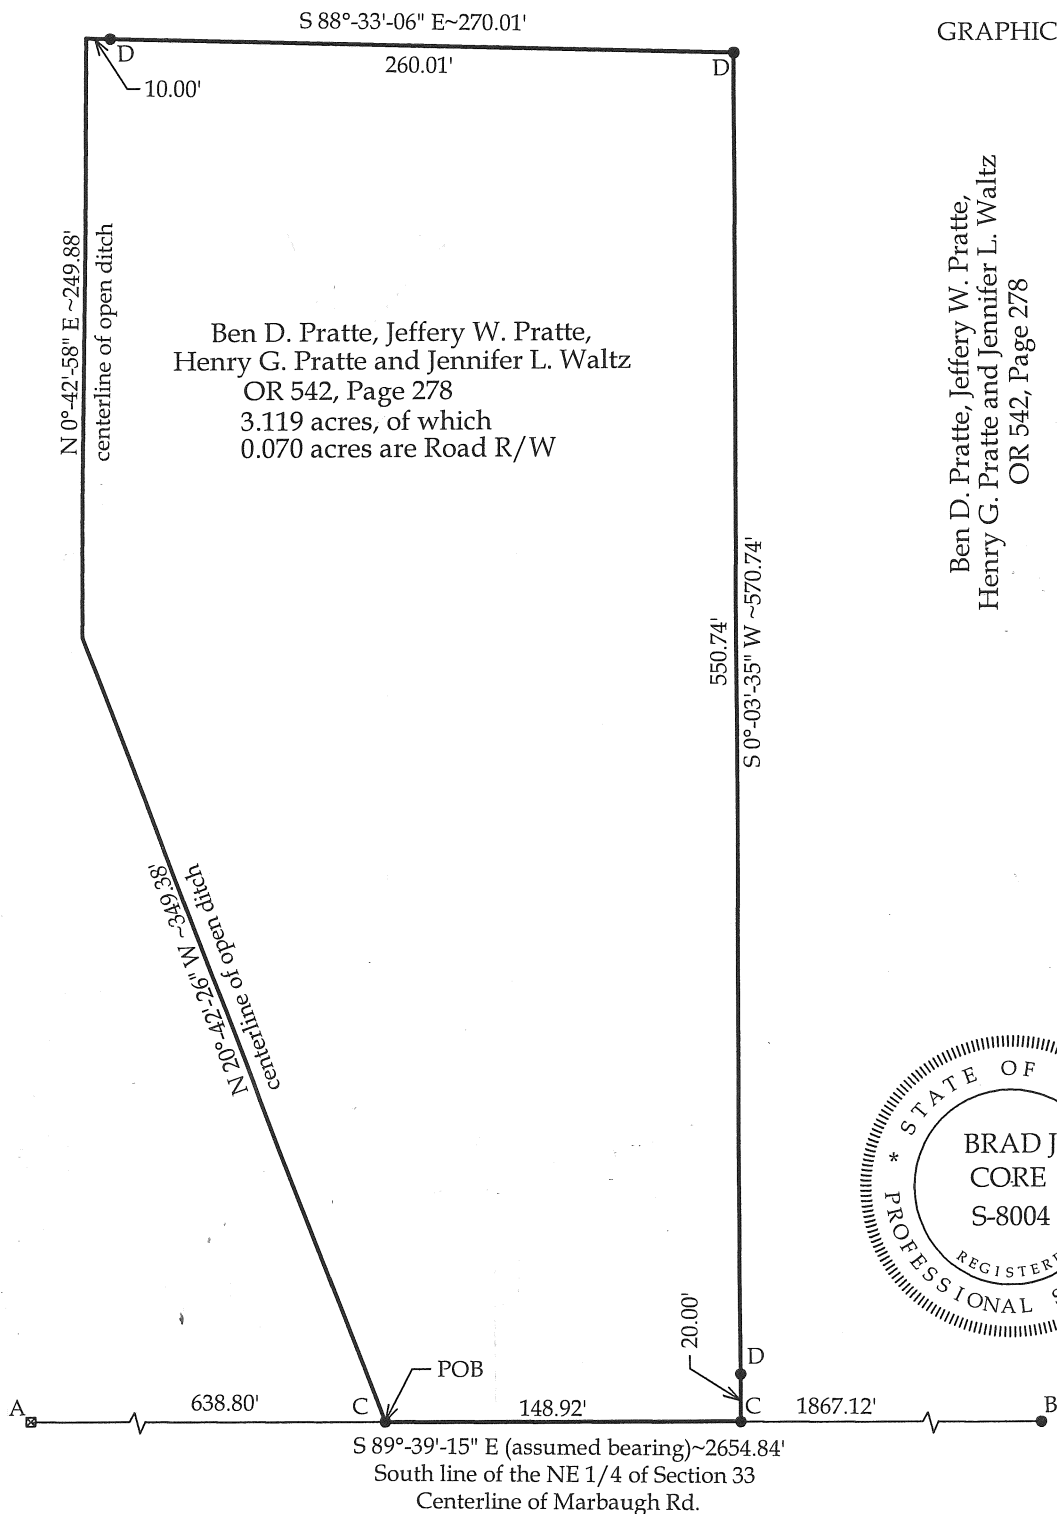 S 88°-33'-06" E~270.01'
GRAPHIC
D
260.01'
D
10.00'
N 0°-42'-58" E ~249.88'
centerline of open ditch
Ben D. Pratte, Jeffery W. Pratte,
Henry G. Pratte and Jennifer L. Waltz
OR 542, Page 278
3.119 acres, of which
0.070 acres are Road R/W
Ben D. Pratte, Jeffery W. Pratte,
Henry G. Pratte and Jennifer L. Waltz
OR 542, Page 278
550.74'
S 0°-03'-35" W ~570.74'
N 20°-42'-26" W ~349.38'
centerline of open ditch
* STATE OF
BRAD J
CORE
S-8004
REGISTERE
PROFESSIONAL S
20.00'
D
POB
A
638.80'
C
148.92'
C
1867.12'
B
S 89°-39'-15" E (assumed bearing)~2654.84'
South line of the NE 1/4 of Section 33
Centerline of Marbaugh Rd.